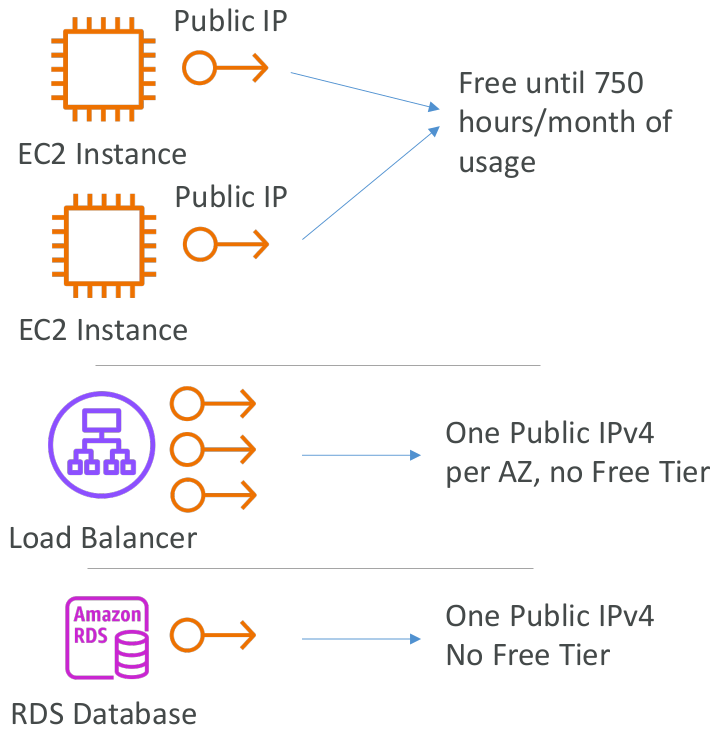 Public IP
EC2 Instance
Free until 750
hours/month of
usage
Public IP
EC2 Instance
Load Balancer
One Public IPv4
per AZ, no Free Tier
Amazon
RDS
RDS Database
One Public IPv4
No Free Tier